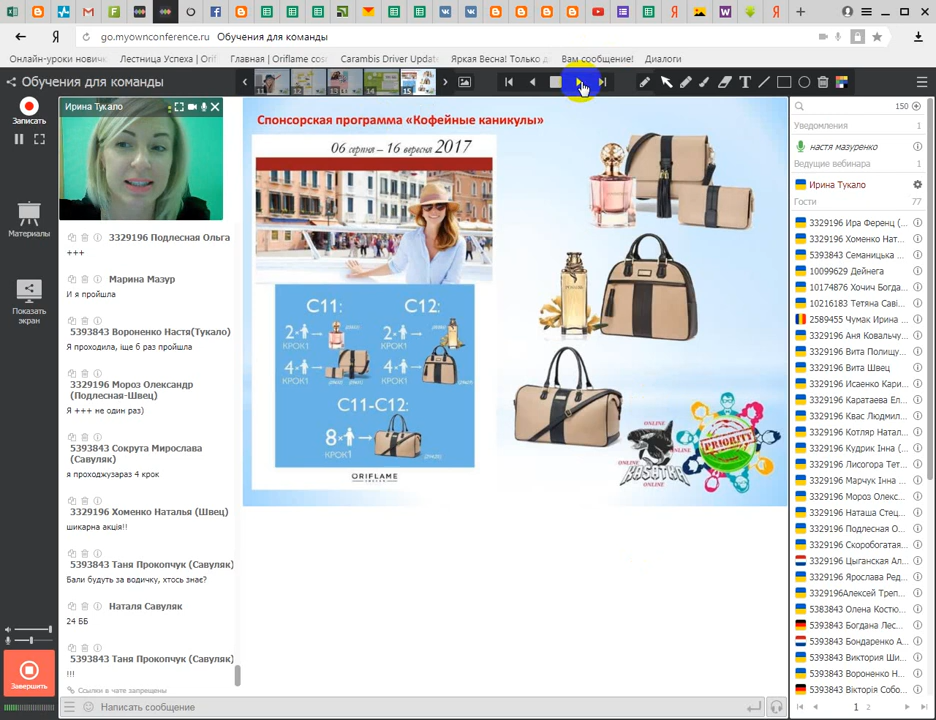 go.myownconference.ru Обучения для команды
Онлайн-уроки новичк
Лестница Успеха | Orif
Главная | Oriflame cos
Carambis Driver Updat
Яркая Весна! Только д
Вам сообщение!
Диалоги
Обучения для команды
11
12
13
14
15
Записать
Материалы
Показать экран
Завершить
Ирина Тукало
3329196 Подлесная Ольга
+++
Марина Мазур
И я пройшла
5393843 Вороненко Настя(Тукало)
Я проходила, іще б раз пройшла
3329196 Мороз Олександр
(Подлесная-Швец)
Я +++ не один раз)
5393843 Сокрута Мирослава
(Савуляк)
я проходжузараз 4 крок
3329196 Хоменко Наталья (Швец)
шикарна акція!!
5393843 Таня Прокопчук (Савуляк)
Бали будуть за водичку, хтось знає?
Наталя Савуляк
24 ББ
5393843 Таня Прокопчук (Савуляк)
!!!
Ссылки в чате запрещены
Написать сообщение
Спонсорская программа «Кофейные каникулы»
06 серпня – 16 вересня 2017
C11:
2×
КРОК1
4×
КРОК1
C12:
2×
КРОК1
4×
КРОК1
C11-C12:
8×
КРОК1
ORIFLAME
SWEDEN
ONLINE
ONLINE
ONLINE
KASATKA
ONLINE
PRIORITY
150
Уведомления 1
настя мазуренко
Ведущие вебинара 1
Ирина Тукало
Гости 77
3329196 Ира Ференц (...
3329196 Хоменко Нат...
5393843 Семаницька ...
10099629 Дейнега
10174876 Хочич Богда...
10216183 Тетяна Саві...
2589455 Чумак Ирина ...
3329196 Аня Ковальчу...
3329196 Вита Полищу...
3329196 Вита Швец
3329196 Исаенко Кари...
3329196 Каратаева Ел...
3329196 Квас Людмил...
3329196 Котляр Натал...
3329196 Кудрик Інна (...
3329196 Лисогора Тет...
3329196 Марчук Інна ...
3329196 Мороз Олекс...
3329196 Наташа Стец...
3329196 Подлесная О...
3329196 Скоробогатая...
3329196 Цыганская Ал...
3329196 Ярослава Ред...
3329196Алексей Треп...
5383843 Олена Костю...
5393843 Богдана Лес...
5393843 Бондаренко А...
5393843 Виктория Ши...
5393843 Вороненко Н...
5393843 Вікторія Собо...
1 2